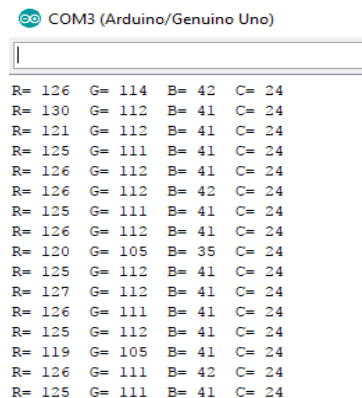 COM3 (Arduino/Genuino Uno)
R= 126 G= 114 B= 42 C= 24
R= 130 G= 112 B= 41 C= 24
R= 121 G= 112 B= 41 C= 24
R= 125 G= 111 B= 41 C= 24
R= 126 G= 112 B= 41 C= 24
R= 126 G= 112 B= 42 C= 24
R= 125 G= 111 B= 41 C= 24
R= 126 G= 112 B= 41 C= 24
R= 120 G= 105 B= 35 C= 24
R= 125 G= 112 B= 41 C= 24
R= 127 G= 112 B= 41 C= 24
R= 126 G= 111 B= 41 C= 24
R= 125 G= 112 B= 41 C= 24
R= 119 G= 105 B= 41 C= 24
R= 126 G= 111 B= 42 C= 24
R= 125 G= 111 B= 41 C= 24